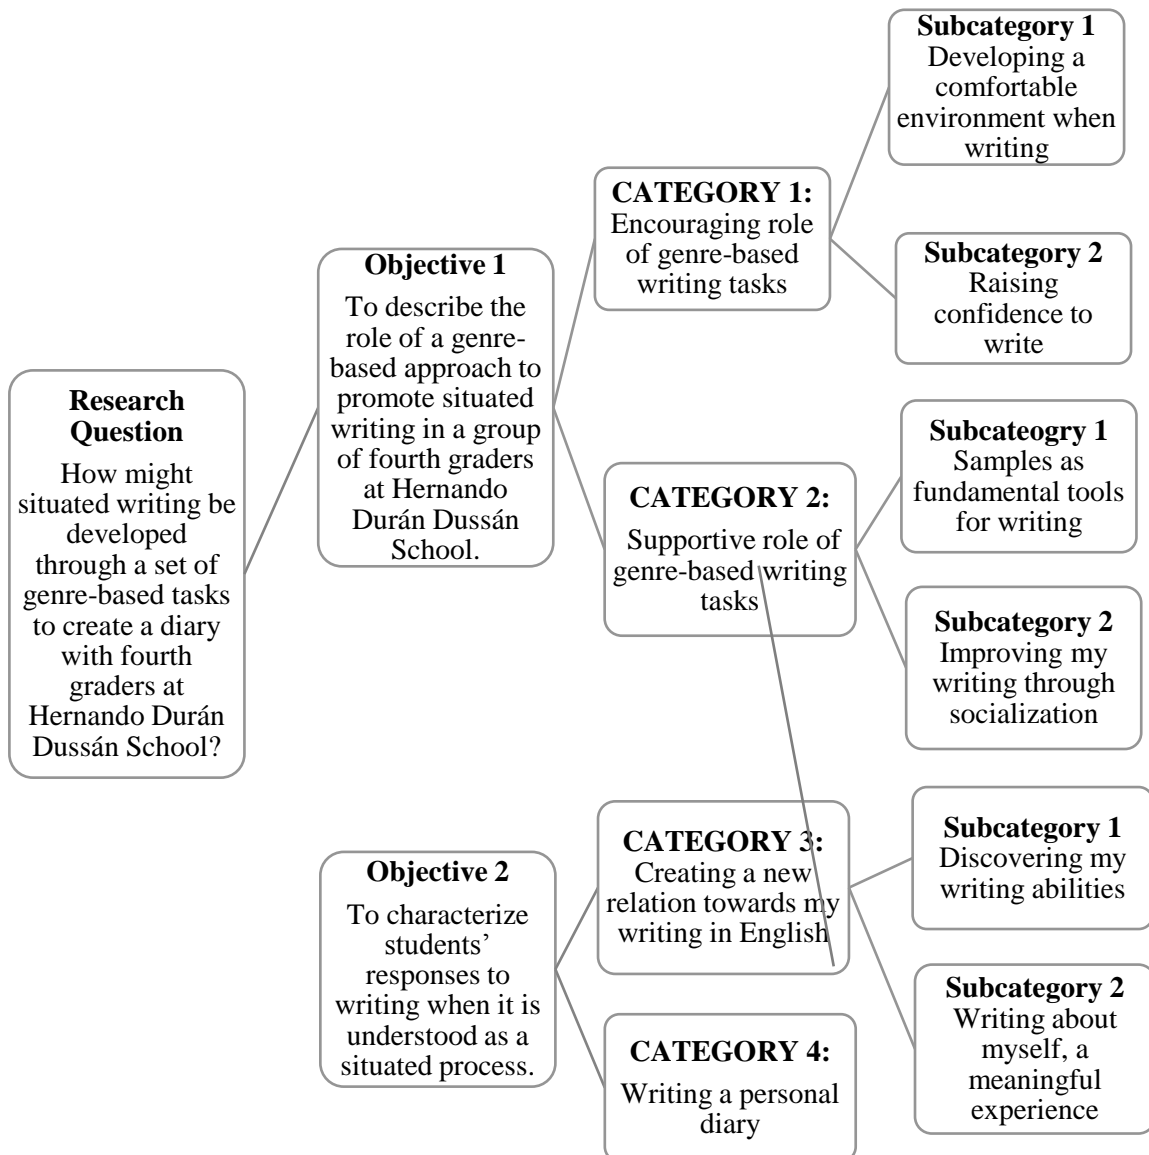 Research
Question
How might
situated writing be
developed
through a set of
genre-based tasks
to create a diary
with fourth
graders at
Hernando Durán
Dussán School?
Objective 1
To describe the
role of a genre-
based approach to
promote situated
writing in a group
of fourth graders
at Hernando
Durán Dussán
School.
CATEGORY 1:
Encouraging role
of genre-based
writing tasks
Subcategory 1
Developing a
comfortable
environment when
writing
Subcategory 2
Raising
confidence to
write
CATEGORY 2:
Supportive role of
genre-based writing
tasks
Subcateogry 1
Samples as
fundamental tools
for writing
Subcategory 2
Improving my
writing through
socialization
Objective 2
To characterize
students’
responses to
writing when it is
understood as a
situated process.
CATEGORY 3:
Creating a new
relation towards my
writing in English
Subcategory 1
Discovering my
writing abilities
Subcategory 2
Writing about
myself, a
meaningful
experience
CATEGORY 4:
Writing a personal
diary